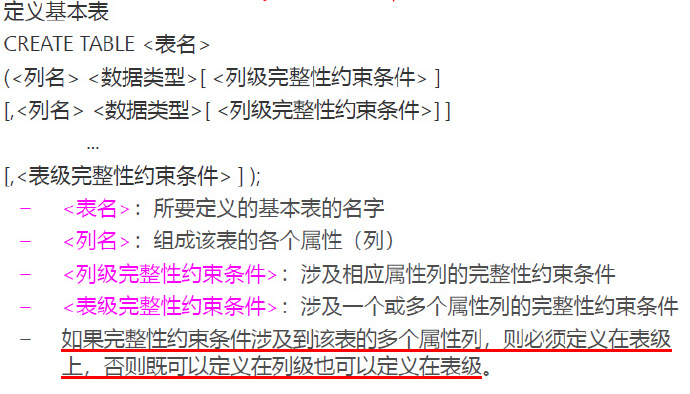 定义基本表
CREATE TABLE <表名>
(<列名> <数据类型>[ <列级完整性约束条件> ]
[,<列名> <数据类型>[ <列级完整性约束条件>] ]
...
[,<表级完整性约束条件> ] );
– <表名>：所要定义的基本表的名字
– <列名>：组成该表的各个属性（列）
– <列级完整性约束条件>：涉及相应属性列的完整性约束条件
– <表级完整性约束条件>：涉及一个或多个属性列的完整性约束条件
– 如果完整性约束条件涉及到该表的多个属性列，则必须定义在表级
上，否则既可以定义在列级也可以定义在表级。